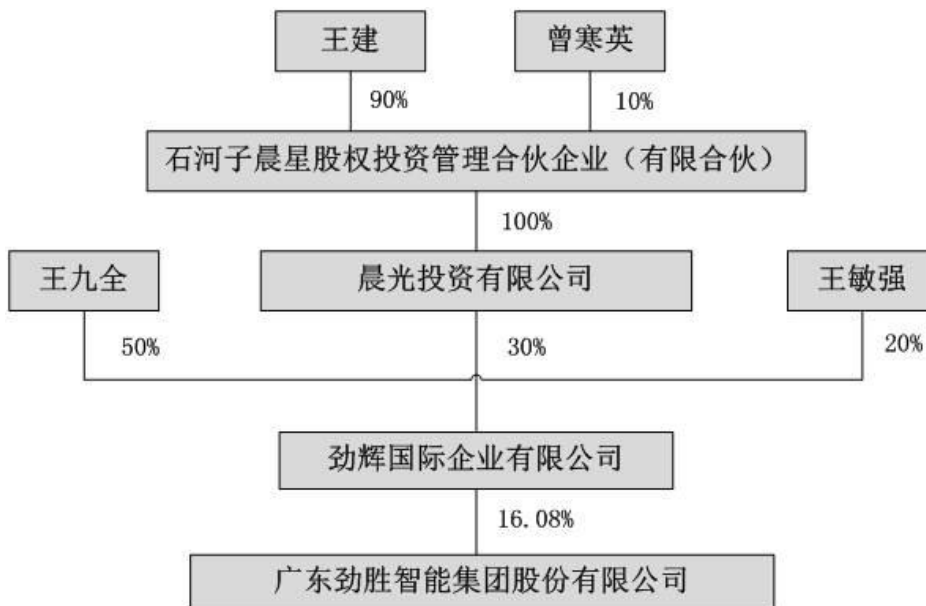 王建
曾寒英
90%
10%
石河子晨星股权投资管理合伙企业（有限合伙）
100%
王九全
晨光投资有限公司
王敏强
50%
30%
20%
劲辉国际企业有限公司
16.08%
广东劲胜智能集团股份有限公司